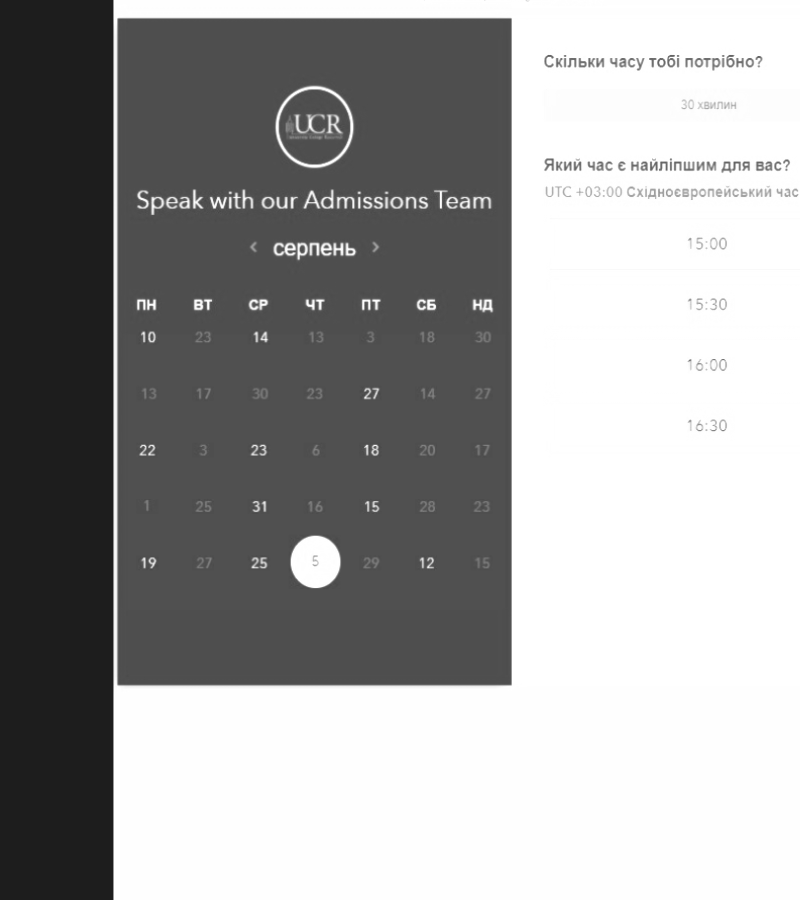 UCR
Speak with our Admissions Team
серпень
ПН ВТ СР ЧТ ПТ СБ НД
10 23 14 13 3 18 30
13 17 30 23 27 14 27
22 3 23 6 18 20 17
1 25 31 16 15 28 23
19 27 25 5 29 12 15
Скільки часу тобі потрібно?
30 хвилин
Який час є найліпшим для вас?
UTC +03:00 Східноєвропейський час
15:00
15:30
16:00
16:30